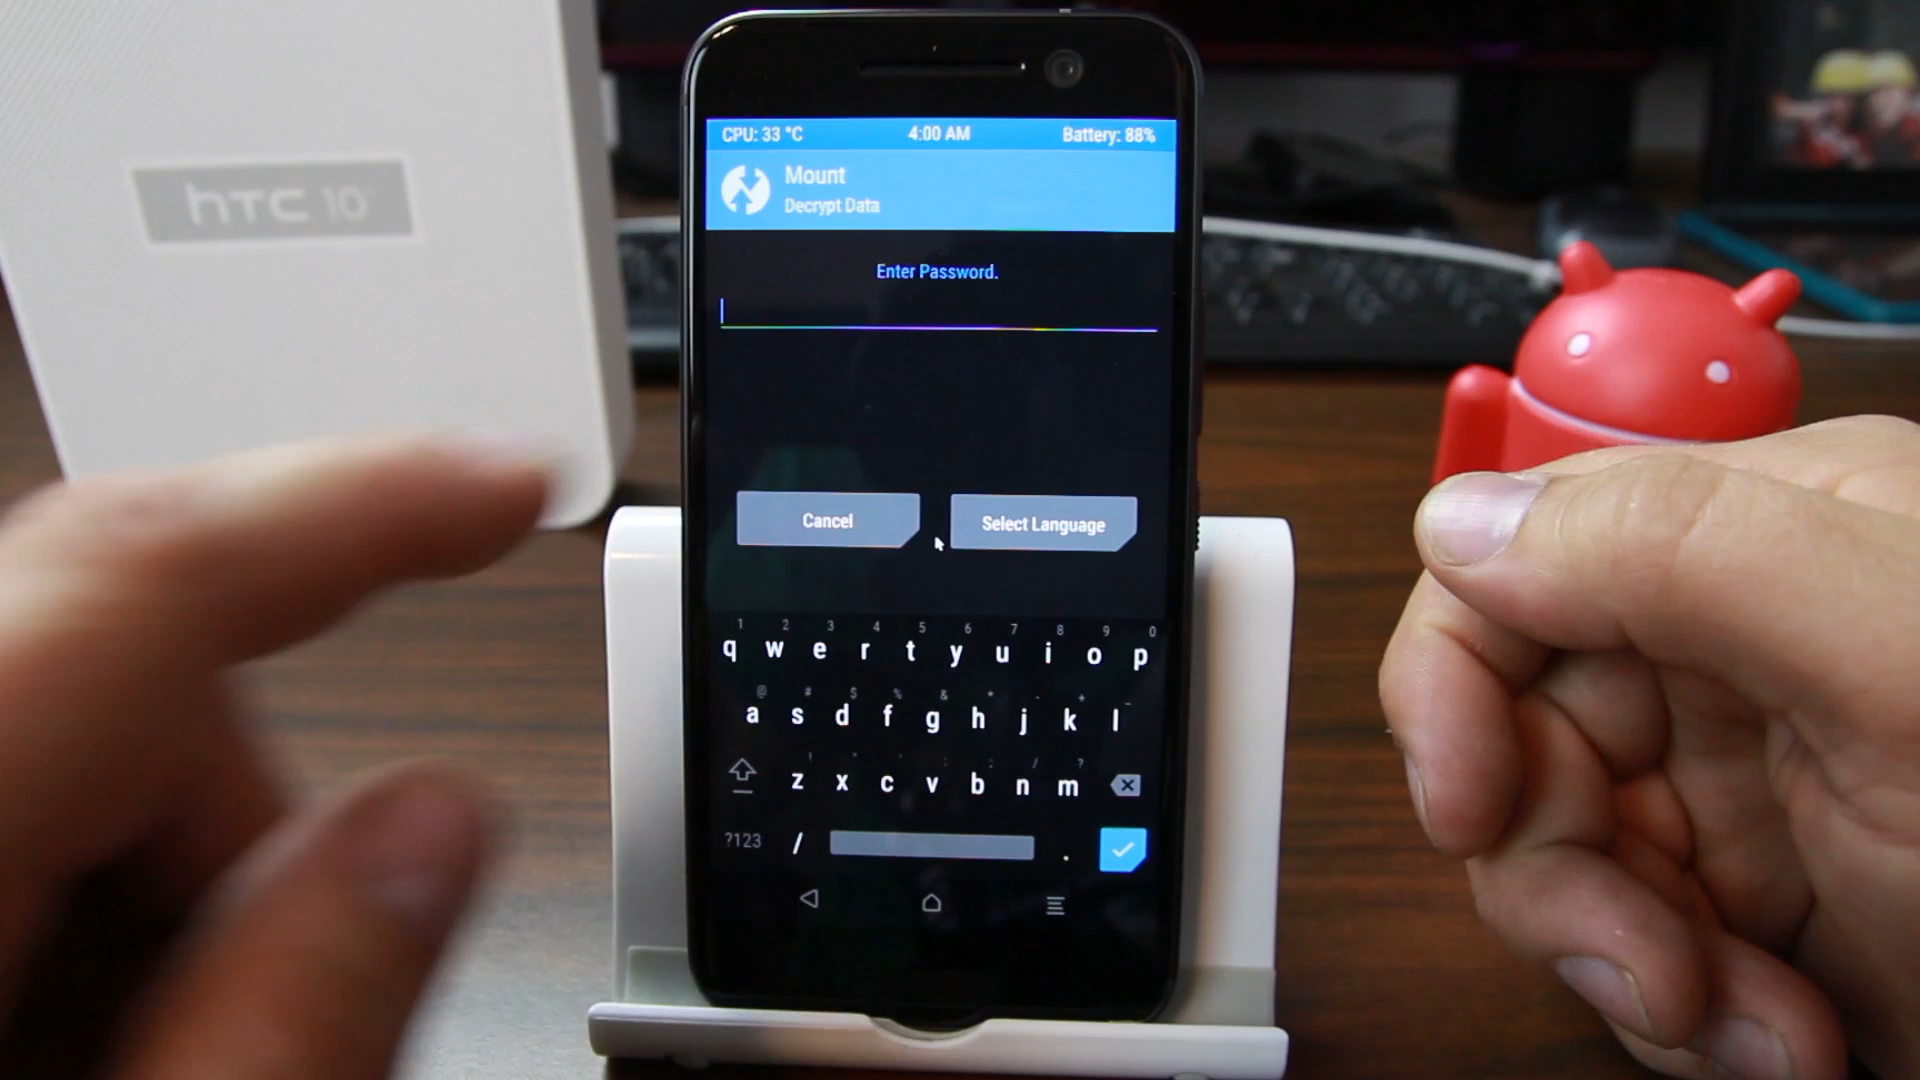 hTC 10
CPU: 33 °C 4:00 AM Battery: 88%
Mount
Decrypt Data
Enter Password.
Cancel Select Language
1 2 3 4 5 6 7 8 9 0
q w e r t y u i o p
@ # $ % & * - +
a s d f g h j k l
! : ; / ?
z x c v b n m
?123 / .